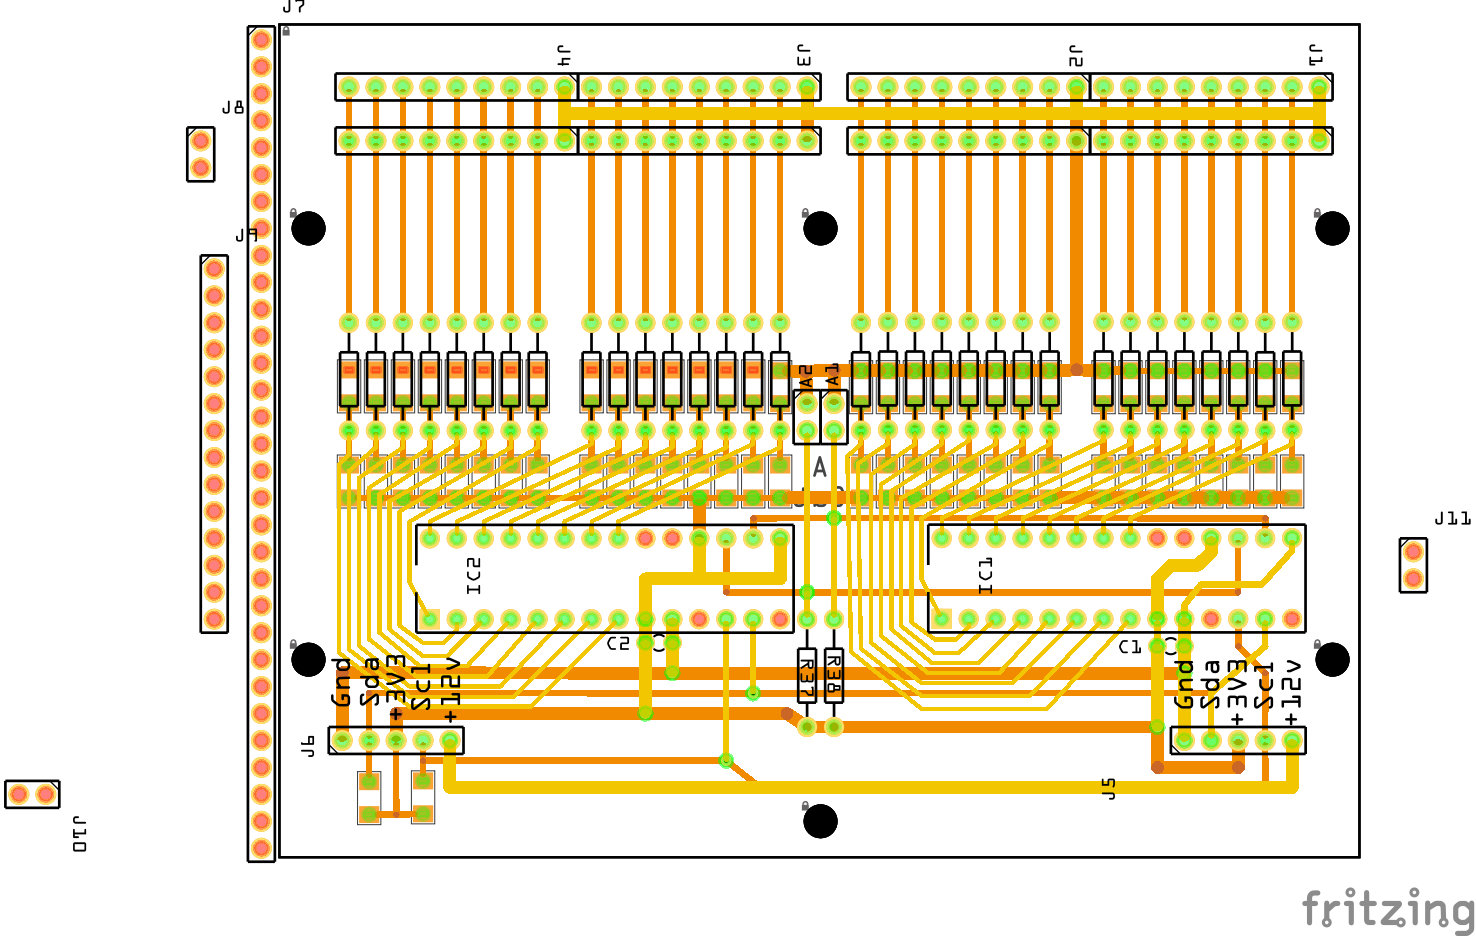 J7
J4
J3
J2
J1
J8
J9
A2
A1
A
J11
IC2
IC1
C2
C1
R37
R38
Gnd
Sda
+3V3
Scl
+12v
Gnd
Sda
+3V3
Scl
+12v
J6
J5
J10
fritzing